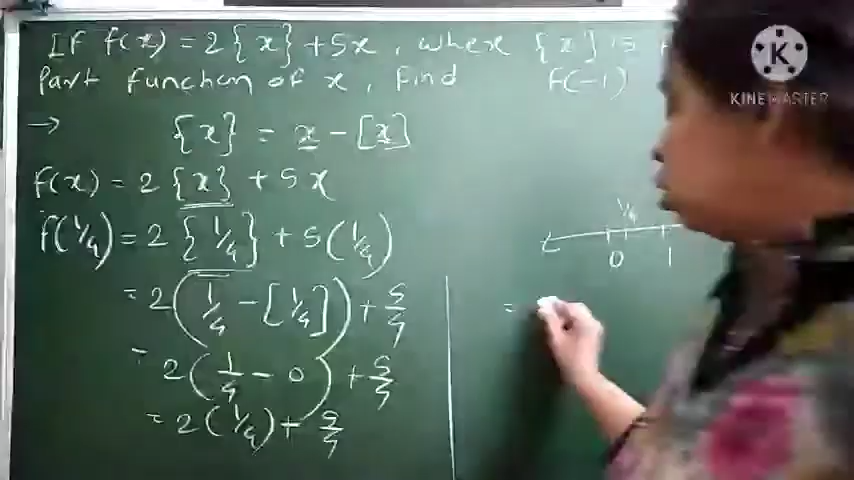 If f(x) = 2{x} + 5x, where {x} is
Part function of x, Find f(-1)
→ {x} = x - [x]
f(x) = 2{x} + 5x
f(1/4) = 2{1/4} + 5(1/4)
= 2(1/4 - [1/4]) + 5/4
= 2(1/4 - 0) + 5/4
= 2(1/4) + 5/4
1/4
0 1
=
K
KINEMASTER